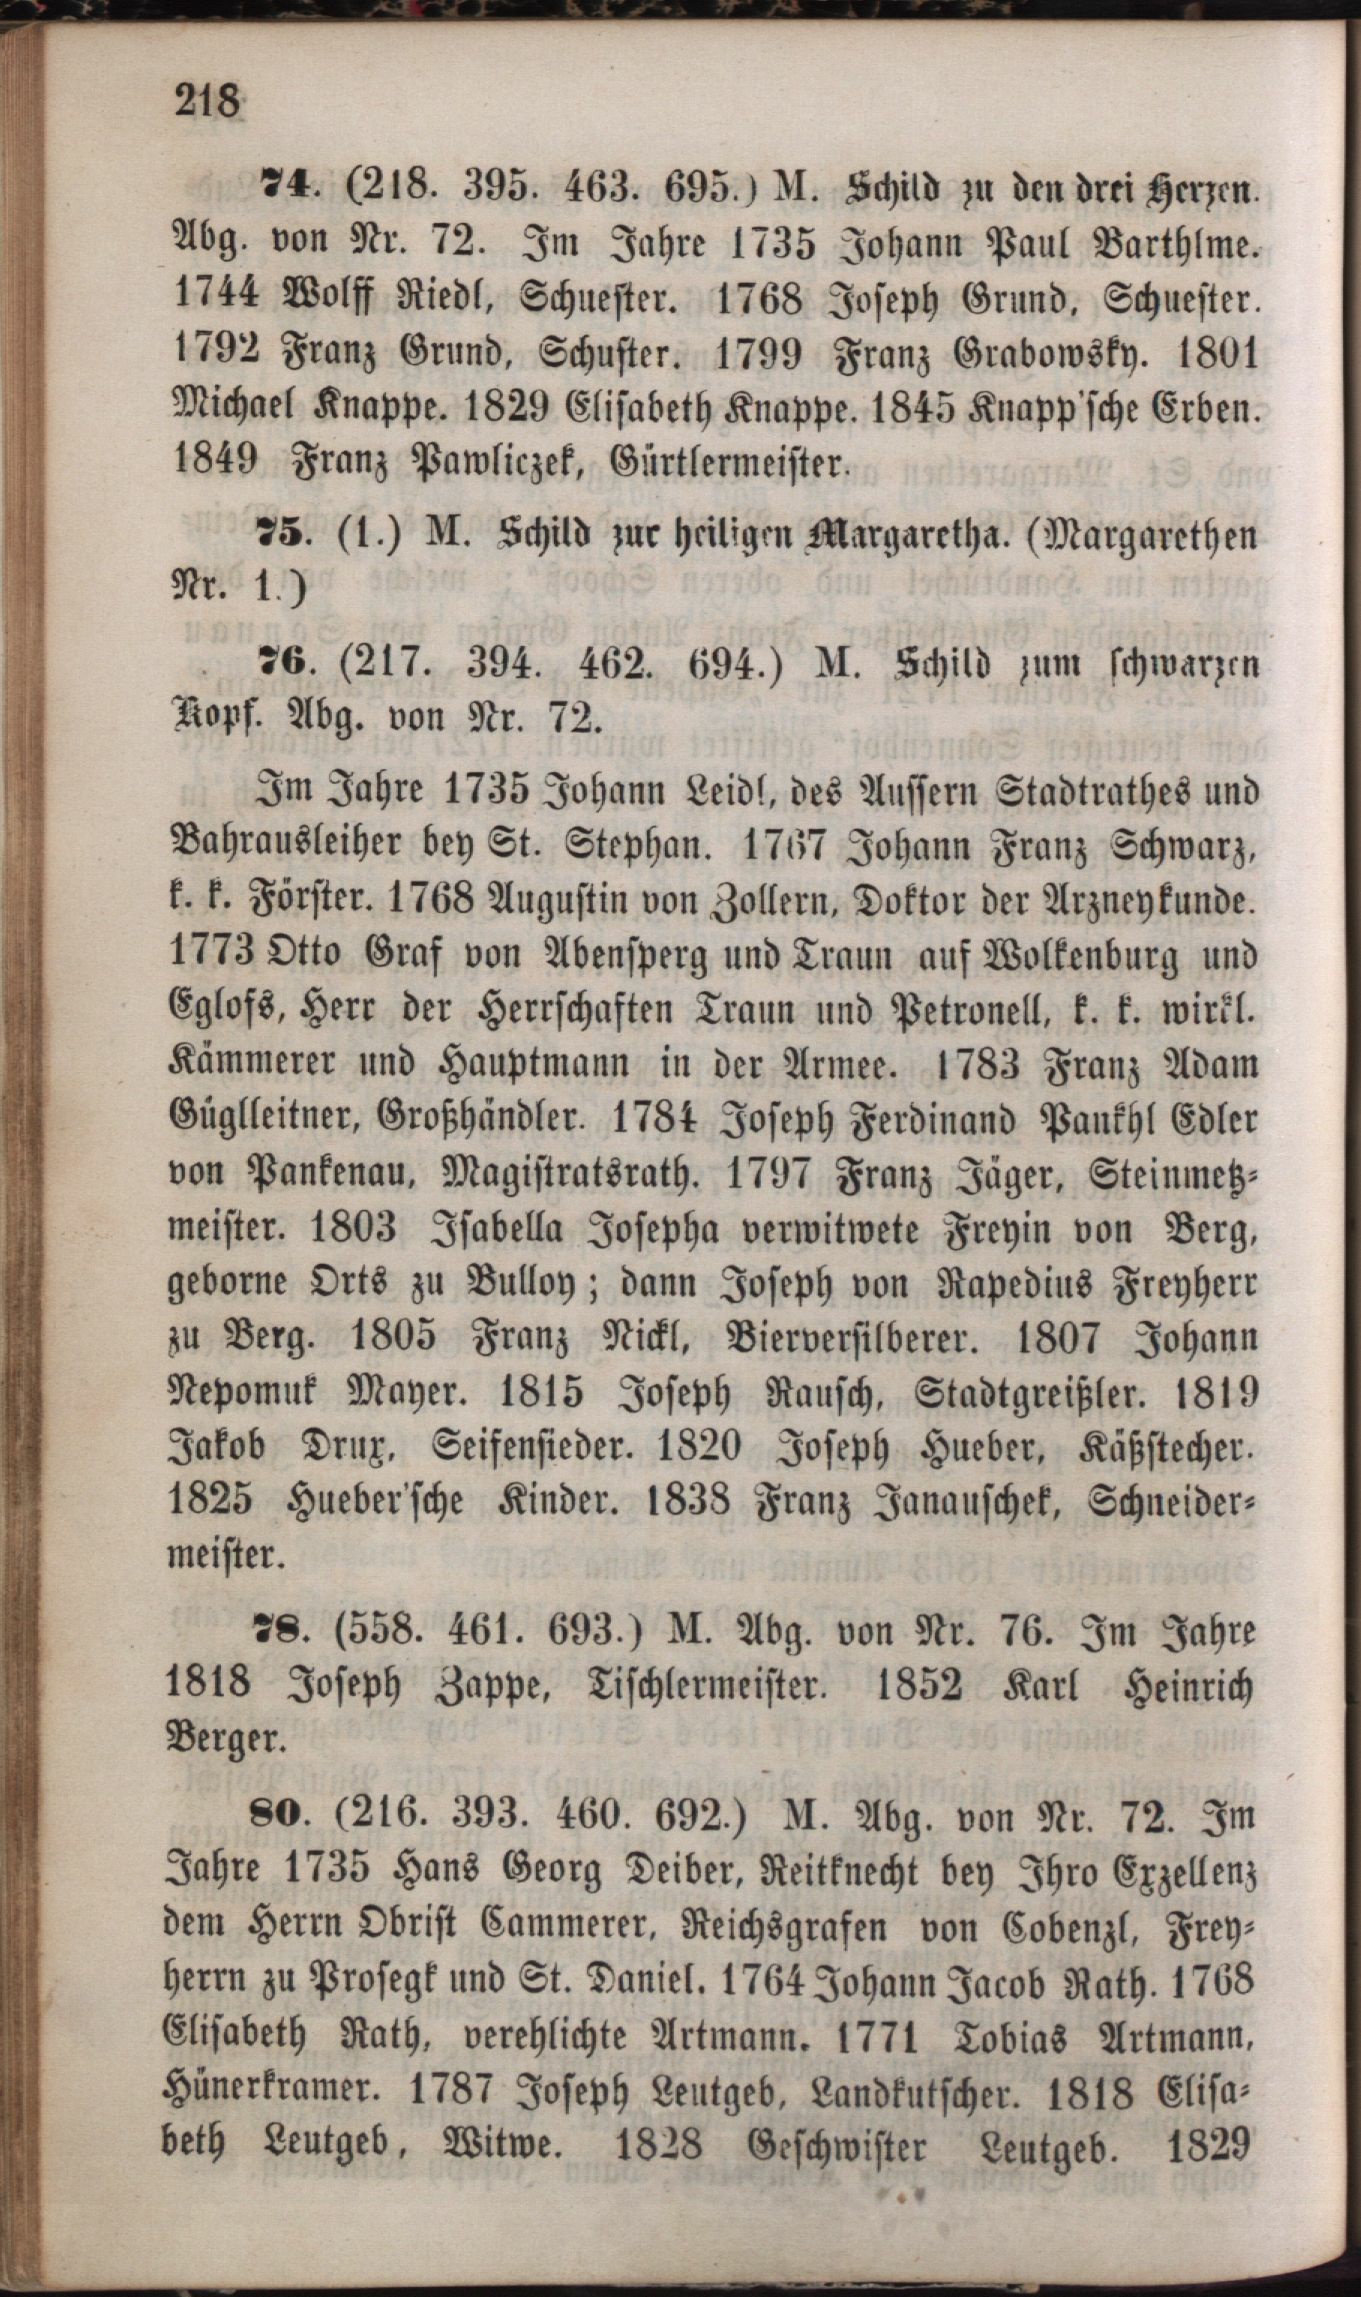 218
74. (218. 395. 463. 695.) M. Schild zu den drei Herzen.
Abg. von Nr. 72. Im Jahre 1735 Johann Paul Barthlme.
1744 Wolff Riedl, Schuester. 1768 Joseph Grund, Schuester.
1792 Franz Grund, Schuster. 1799 Franz Grabowsky. 1801
Michael Knappe. 1829 Elisabeth Knappe. 1845 Knapp'sche Erben.
1849 Franz Pawliczek, Gürtlermeister.
75. (1.) M. Schild zur heiligen Margaretha. (Margarethen
Nr. 1.)
76. (217. 394. 462. 694.) M. Schild zum schwarzen
Kopf. Abg. von Nr. 72.
Im Jahre 1735 Johann Leidl, des Aussern Stadtrathes und
Bahrausleiher bey St. Stephan. 1767 Johann Franz Schwarz,
k. k. Förster. 1768 Augustin von Zollern, Doktor der Arzneykunde.
1773 Otto Graf von Abensperg und Traun auf Wolkenburg und
Eglofs, Herr der Herrschaften Traun und Petronell, k. k. wirkl.
Kämmerer und Hauptmann in der Armee. 1783 Franz Adam
Güglleitner, Großhändler. 1784 Joseph Ferdinand Pankhl Edler
von Pankenau, Magistratsrath. 1797 Franz Jäger, Steinmetz-
meister. 1803 Isabella Josepha verwitwete Freyin von Berg,
geborne Orts zu Bulloy; dann Joseph von Rapedius Freyherr
zu Berg. 1805 Franz Nickl, Bierversilberer. 1807 Johann
Nepomuk Mayer. 1815 Joseph Rausch, Stadtgreißler. 1819
Jakob Drux, Seifensieder. 1820 Joseph Hueber, Käßstecher.
1825 Hueber'sche Kinder. 1838 Franz Janauschek, Schneider-
meister.
78. (558. 461. 693.) M. Abg. von Nr. 76. Im Jahre
1818 Joseph Zappe, Tischlermeister. 1852 Karl Heinrich
Berger.
80. (216. 393. 460. 692.) M. Abg. von Nr. 72. Im
Jahre 1735 Hans Georg Deiber, Reitknecht bey Ihro Exzellenz
dem Herrn Obrist Cammerer, Reichsgrafen von Cobenzl, Frey-
herrn zu Prosegk und St. Daniel. 1764 Johann Jacob Rath. 1768
Elisabeth Rath, verehlichte Artmann. 1771 Tobias Artmann,
Hünerkramer. 1787 Joseph Leutgeb, Landkutscher. 1818 Elisa-
beth Leutgeb, Witwe. 1828 Geschwister Leutgeb. 1829